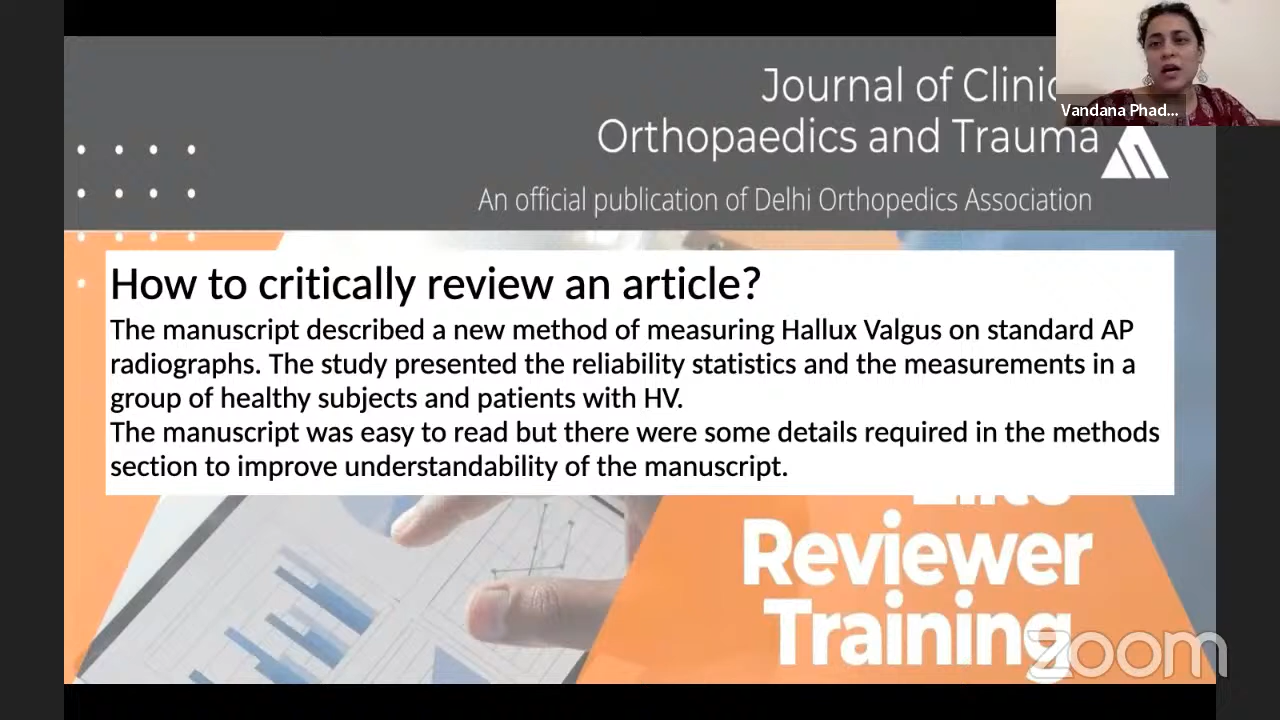 Journal of Clinic
Orthopaedics and Trauma
An official publication of Delhi Orthopedics Association
Vandana Phad...
How to critically review an article?
The manuscript described a new method of measuring Hallux Valgus on standard AP
radiographs. The study presented the reliability statistics and the measurements in a
group of healthy subjects and patients with HV.
The manuscript was easy to read but there were some details required in the methods
section to improve understandability of the manuscript.
Reviewer
Training
zoom